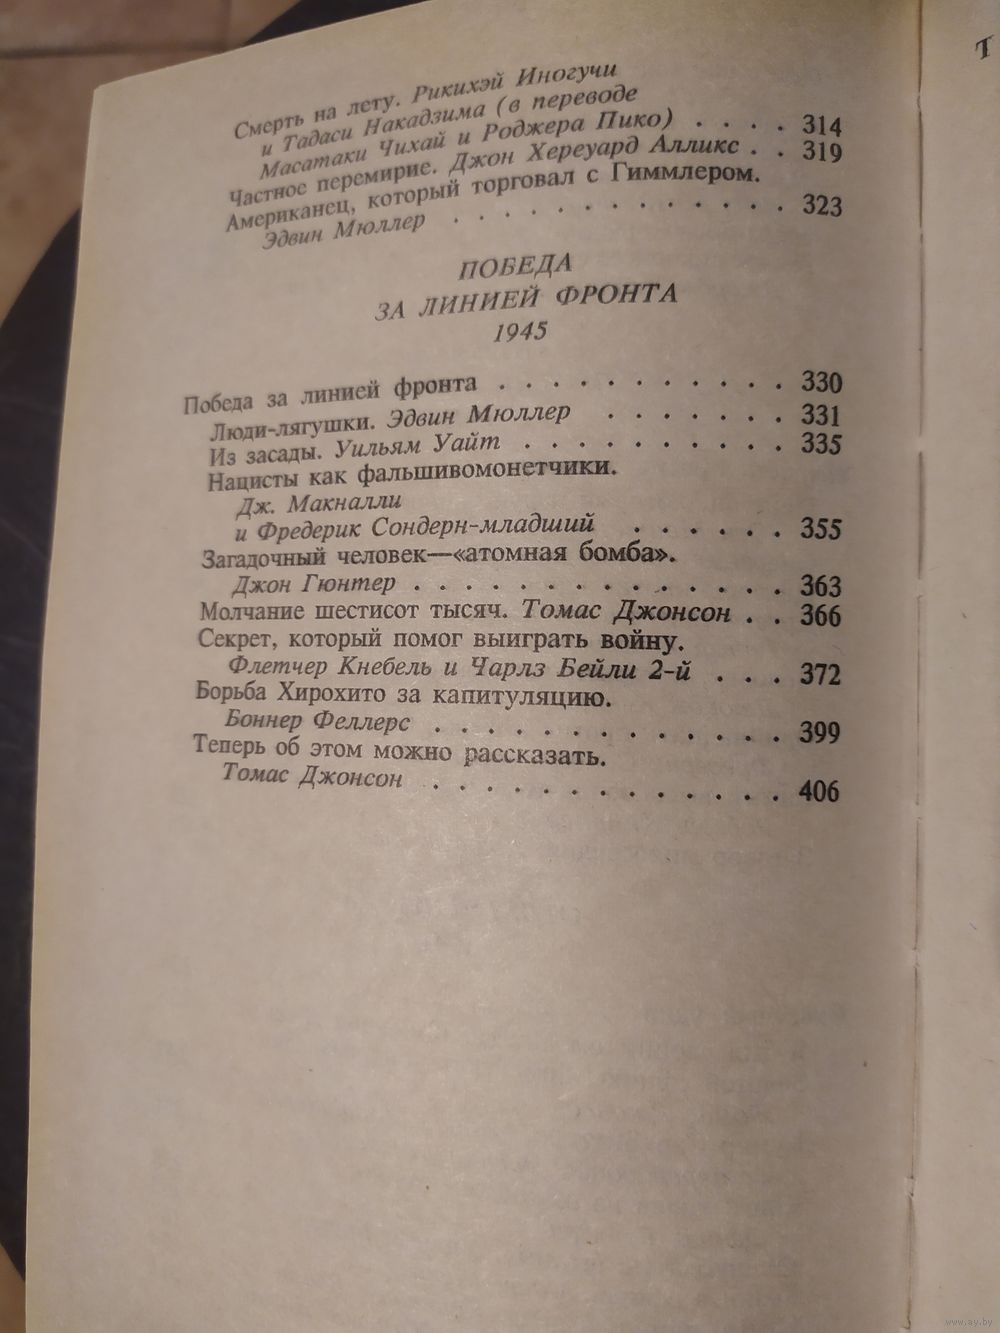 Смерть на лету. Рикихэй Иногучи
и Тадаси Накадзима (в переводе
Масатаки Чихай и Роджера Пико) . . . . 314
Частное перемирие. Джон Хереуард Алликс . . 319
Американец, который торговал с Гиммлером.
Эдвин Мюллер . . . . . . . . . . . . . 323
ПОБЕДА
ЗА ЛИНИЕЙ ФРОНТА
1945
Победа за линией фронта . . . . . . . . . . . 330
Люди-лягушки. Эдвин Мюллер . . . . . . . 331
Из засады. Уильям Уайт . . . . . . . . . . 335
Нацисты как фальшивомонетчики.
Дж. Макналли
и Фредерик Сондерн-младший . . . . . . 355
Загадочный человек—«атомная бомба».
Джон Гюнтер . . . . . . . . . . . . . . 363
Молчание шестисот тысяч. Томас Джонсон . . 366
Секрет, который помог выиграть войну.
Флетчер Кнебель и Чарлз Бейли 2-й . . . 372
Борьба Хирохито за капитуляцию.
Боннер Феллерс . . . . . . . . . . . . . 399
Теперь об этом можно рассказать.
Томас Джонсон . . . . . . . . . . . . . 406
Т
www.ay.by